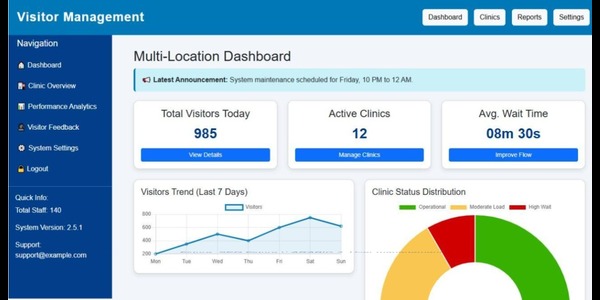 Visitor Management
Dashboard Clinics Reports Settings
Navigation
Dashboard
Clinic Overview
Performance Analytics
Visitor Feedback
System Settings
Logout
Quick Info:
Total Staff: 140
System Version: 2.5.1
Support:
support@example.com
Multi-Location Dashboard
Latest Announcement: System maintenance scheduled for Friday, 10 PM to 12 AM.
Total Visitors Today
985
View Details
Active Clinics
12
Manage Clinics
Avg. Wait Time
08m 30s
Improve Flow
Visitors Trend (Last 7 Days)
Visitors
800
600
400
200
Mon Tue Wed Thu Fri Sat Sun
Clinic Status Distribution
Operational Moderate Load High Wait